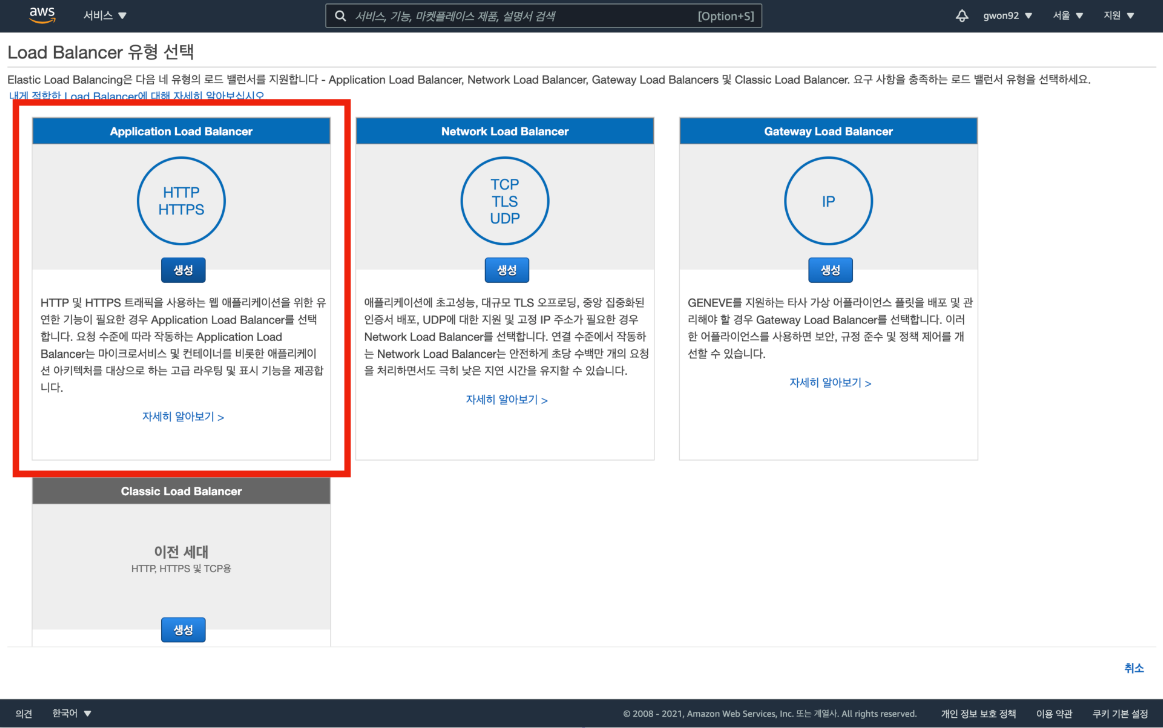 aws
서비스 ▼
서비스, 기능, 마켓플레이스 제품, 설명서 검색
[Option+S]
gwon92 ▼
서울 ▼
지원 ▼
Load Balancer 유형 선택
Elastic Load Balancing은 다음 네 유형의 로드 밸런서를 지원합니다 - Application Load Balancer, Network Load Balancer, Gateway Load Balancers 및 Classic Load Balancer. 요구 사항을 충족하는 로드 밸런서 유형을 선택하세요.
내게 적합한 Load Balancer에 대해 자세히 알아보십시오
Application Load Balancer
HTTP
HTTPS
생성
HTTP 및 HTTPS 트래픽을 사용하는 웹 애플리케이션을 위한 유
연한 기능이 필요한 경우 Application Load Balancer를 선택
합니다. 요청 수준에 따라 작동하는 Application Load
Balancer는 마이크로서비스 및 컨테이너를 비롯한 애플리케이
션 아키텍처를 대상으로 하는 고급 라우팅 및 표시 기능을 제공합
니다.
자세히 알아보기 >
Network Load Balancer
TCP
TLS
UDP
생성
애플리케이션에 초고성능, 대규모 TLS 오프로딩, 중앙 집중화된
인증서 배포, UDP에 대한 지원 및 고정 IP 주소가 필요한 경우
Network Load Balancer를 선택합니다. 연결 수준에서 작동하
는 Network Load Balancer는 안전하게 초당 수백만 개의 요청
을 처리하면서도 극히 낮은 지연 시간을 유지할 수 있습니다.
자세히 알아보기 >
Gateway Load Balancer
IP
생성
GENEVE를 지원하는 타사 가상 어플라이언스 플릿을 배포 및 관
리해야 할 경우 Gateway Load Balancer를 선택합니다. 이러
한 어플라이언스를 사용하면 보안, 규정 준수 및 정책 제어를 개
선할 수 있습니다.
자세히 알아보기 >
Classic Load Balancer
이전 세대
HTTP, HTTPS 및 TCP용
생성
취소
의견
한국어 ▼
© 2008 - 2021, Amazon Web Services, Inc. 또는 계열사. All rights reserved.
개인 정보 보호 정책
이용 약관
쿠키 기본 설정